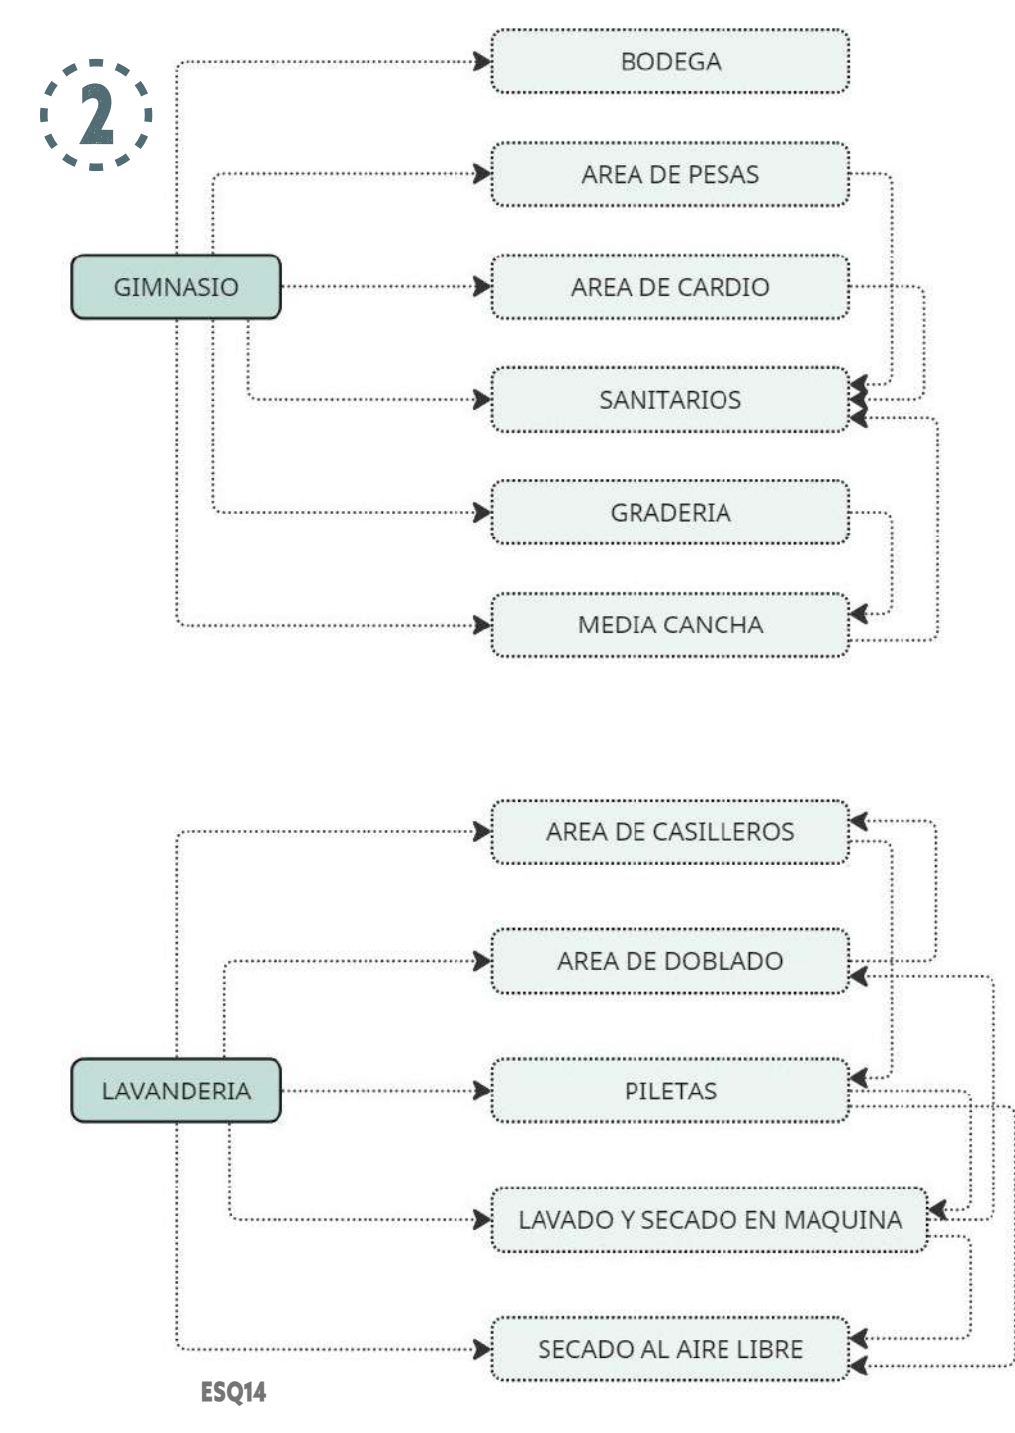 2
BODEGA
AREA DE PESAS
GIMNASIO
AREA DE CARDIO
SANITARIOS
GRADERIA
MEDIA CANCHA
AREA DE CASILLEROS
AREA DE DOBLADO
LAVANDERIA
PILETAS
LAVADO Y SECADO EN MAQUINA
SECADO AL AIRE LIBRE
ESQ14